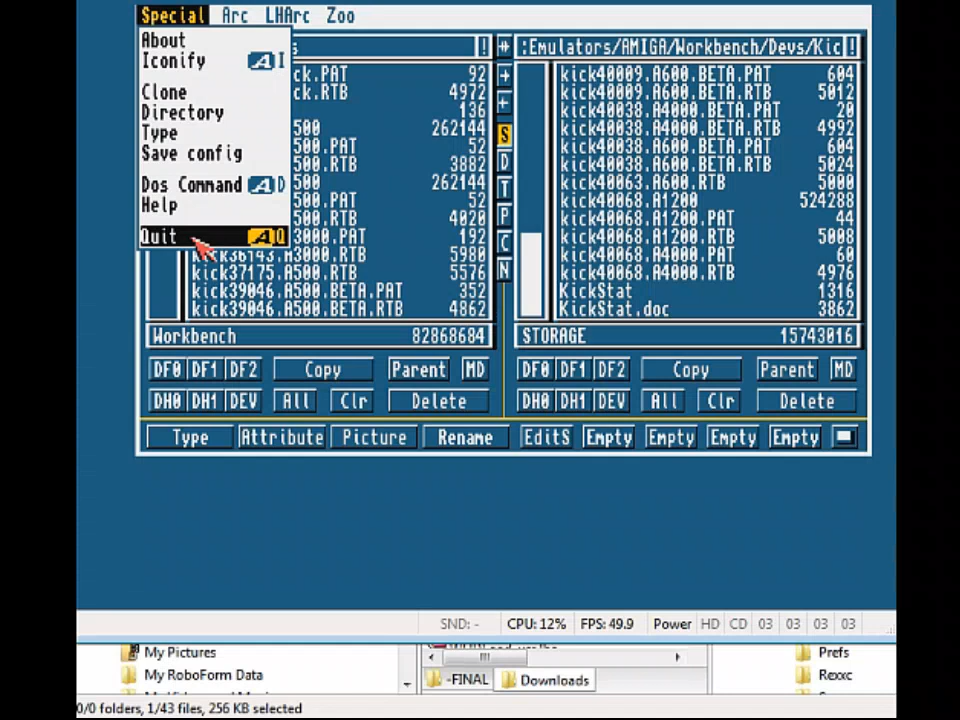 Special Arc LHArc Zoo
About
Iconify A I
Clone
Directory
Type
Save config
Dos Command A D
Help
Quit A Q
s !
ck.PAT 92
ck.RTB 4972
136
500 262144
500.PAT 52
500.RTB 3882
500 262144
500.PAT 52
500.RTB 4020
3000.PAT 192
kick36143.A3000.RTB 5980
kick37175.A500.RTB 5576
kick39046.A500.BETA.PAT 352
kick39046.A500.BETA.RTB 4862
Workbench 82868684
S
D
T
P
C
N
:Emulators/AMIGA/Workbench/Devs/Kic !
kick40009.A600.BETA.PAT 604
kick40009.A600.BETA.RTB 5012
kick40038.A4000.BETA.PAT 20
kick40038.A4000.BETA.RTB 4992
kick40038.A600.BETA.PAT 604
kick40038.A600.BETA.RTB 5024
kick40063.A600.RTB 5000
kick40068.A1200 524288
kick40068.A1200.PAT 44
kick40068.A1200.RTB 5008
kick40068.A4000.PAT 60
kick40068.A4000.RTB 4976
KickStat 1316
KickStat.doc 3862
STORAGE 15743016
DF0 DF1 DF2 Copy Parent MD
DH0 DH1 DEV All Clr Delete
DF0 DF1 DF2 Copy Parent MD
DH0 DH1 DEV All Clr Delete
Type Attribute Picture Rename EditS Empty Empty Empty Empty
SND: - CPU: 12% FPS: 49.9 Power HD CD 03 03 03 03
My Pictures
My RoboForm Data
-FINAL Downloads
Prefs
Rexxc
0/0 folders, 1/43 files, 256 KB selected